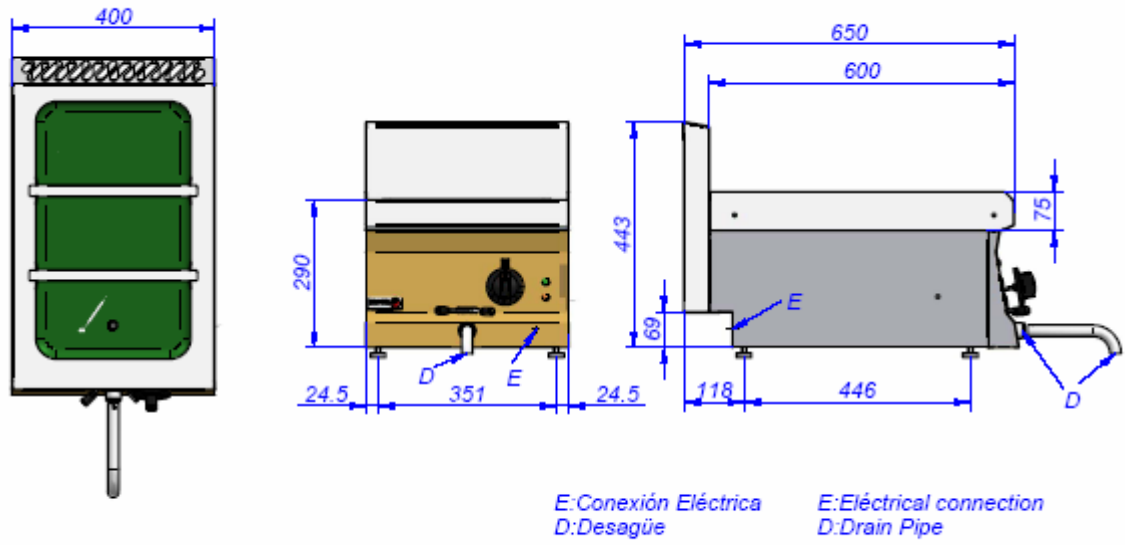 400
650
600
443
75
290
69
E
D
E
D
24.5
351
24.5
118
446
E:Conexión Eléctrica
E:Eléctrical connection
D:Desagüe
D:Drain Pipe